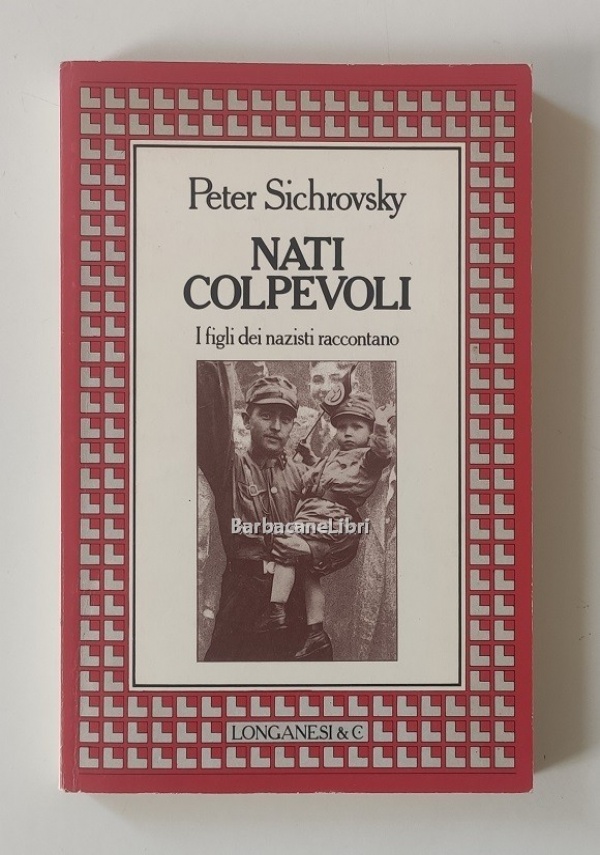 Peter Sichrovsky
NATI
COLPEVOLI
I figli dei nazisti raccontano
BarbacaneLibri
LONGANESI & C.